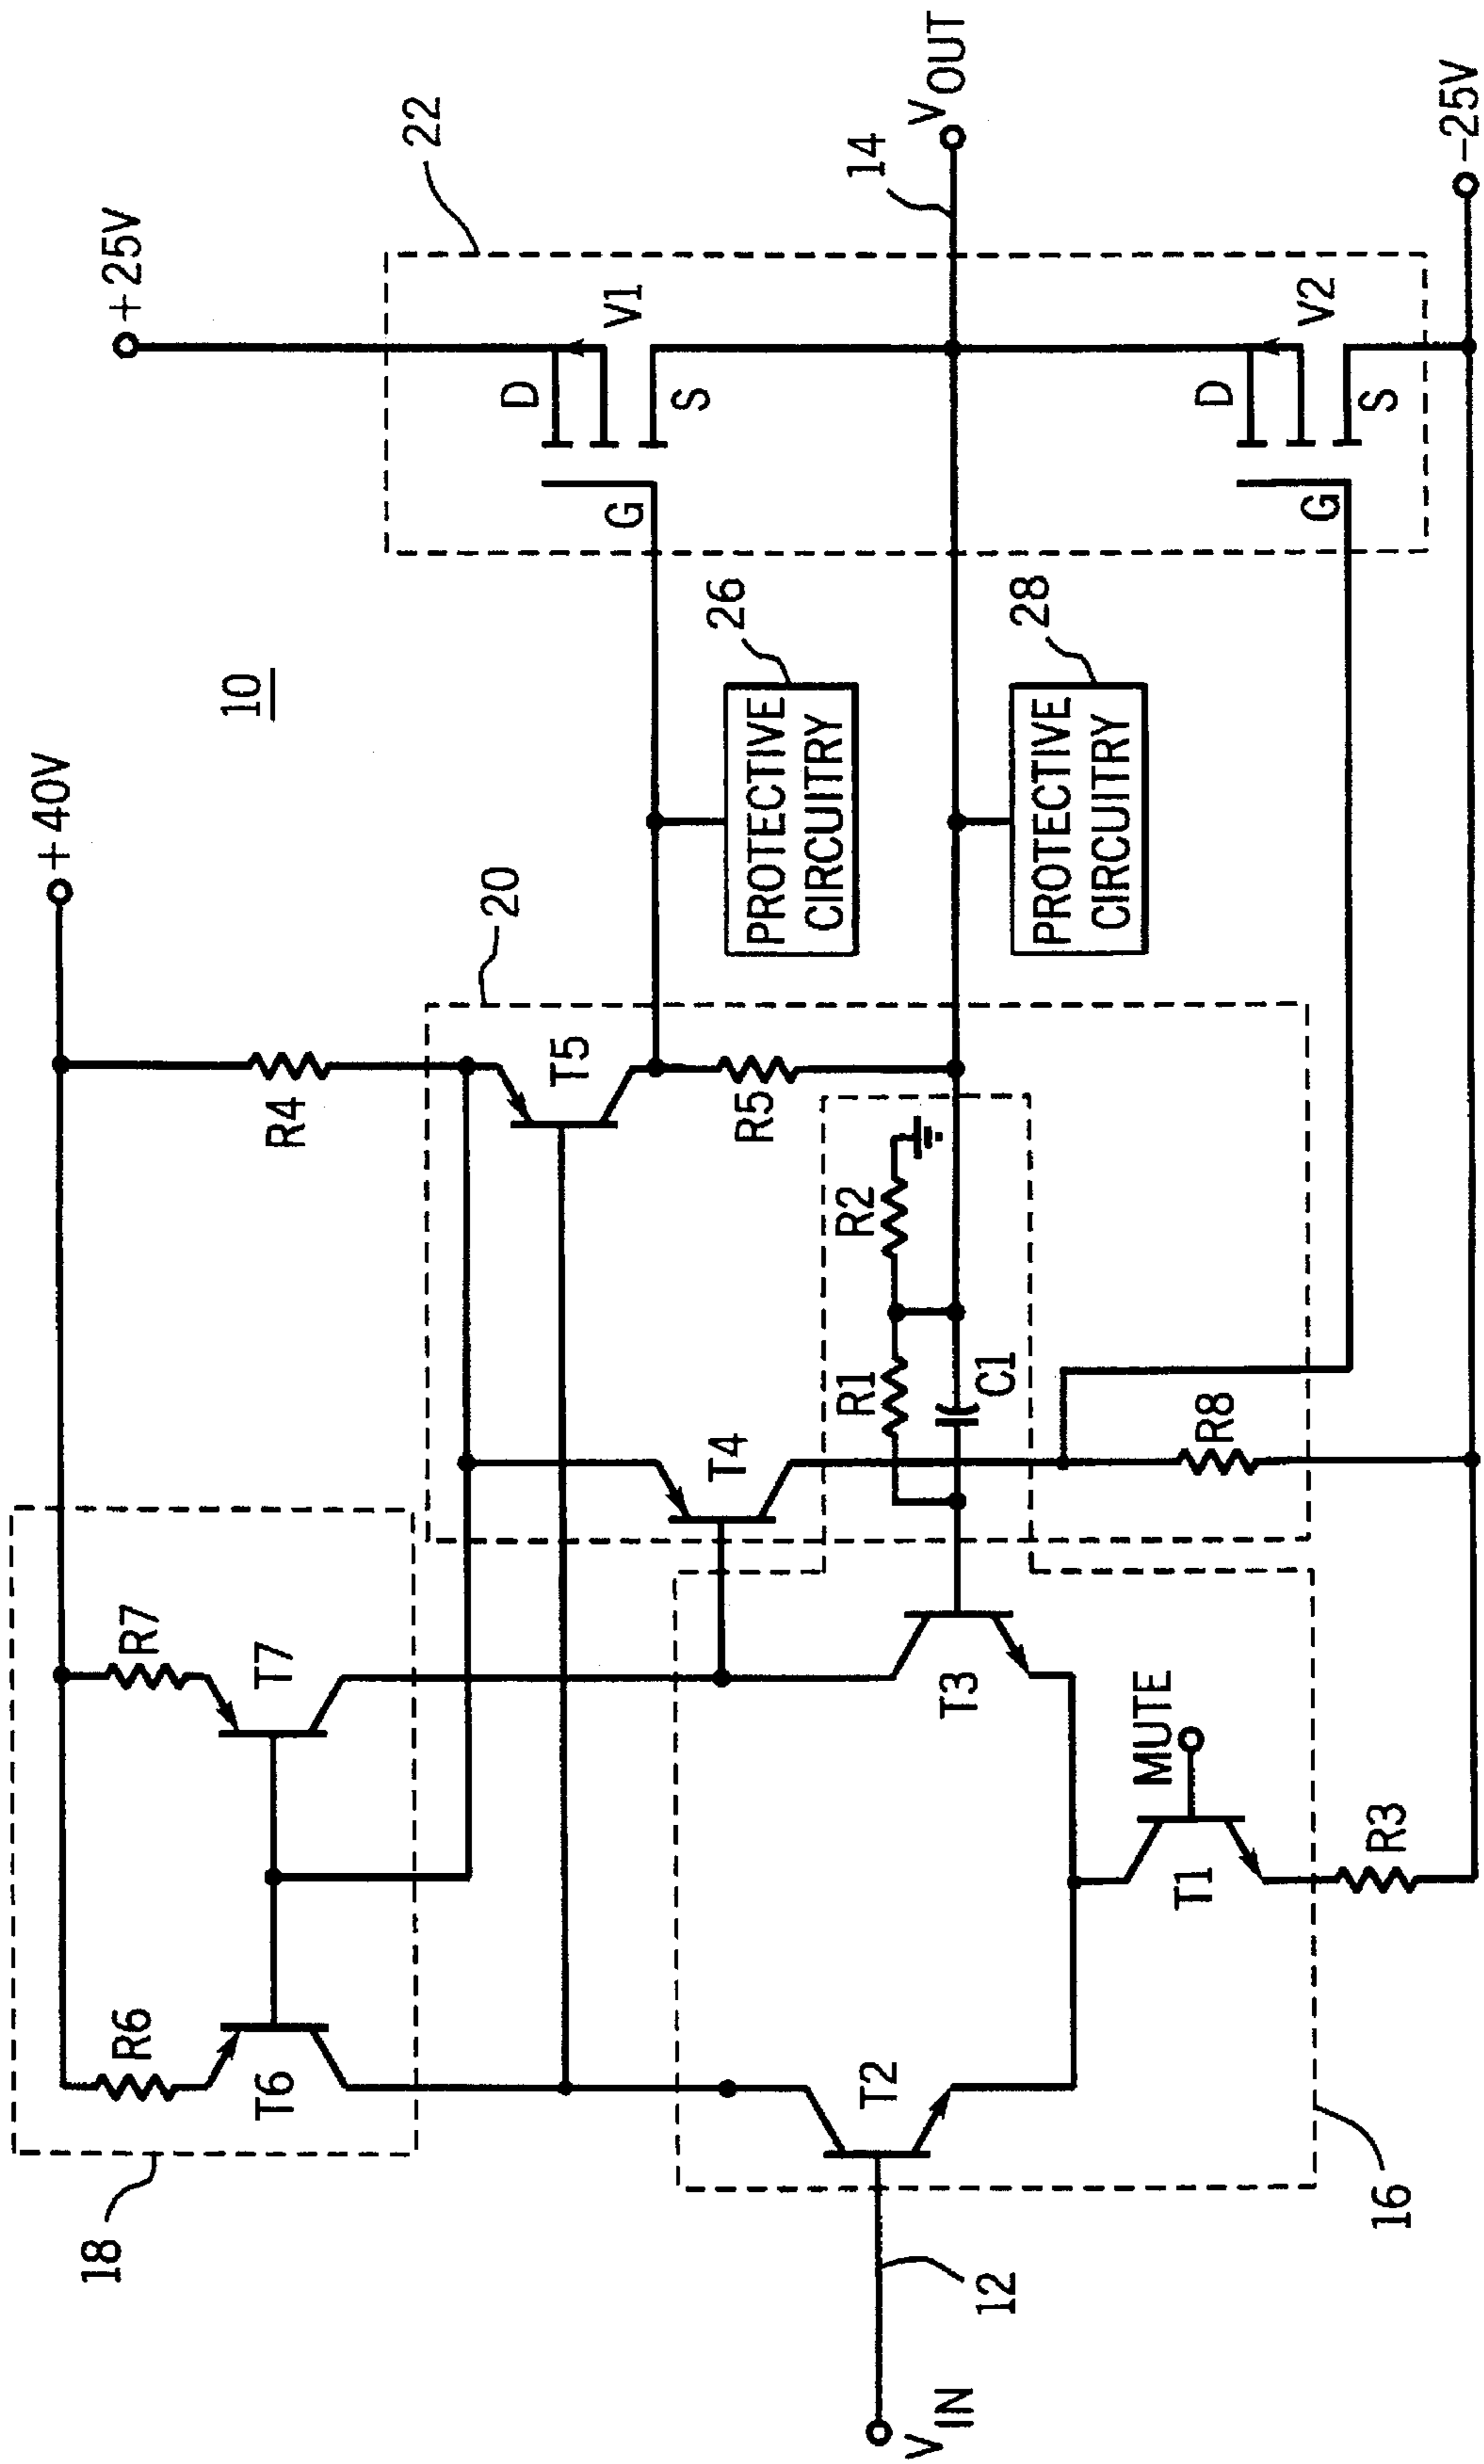 +40V
+25V
10
22
18
R6
R7
R4
20
T6
T7
D
V1
T5
G
S
26
PROTECTIVE
CIRCUITRY
R5
T4
R1
R2
14
VOUT
VIN
12
T2
T3
C1
28
PROTECTIVE
CIRCUITRY
MUTE
T1
R8
D
V2
G
S
R3
16
-25V